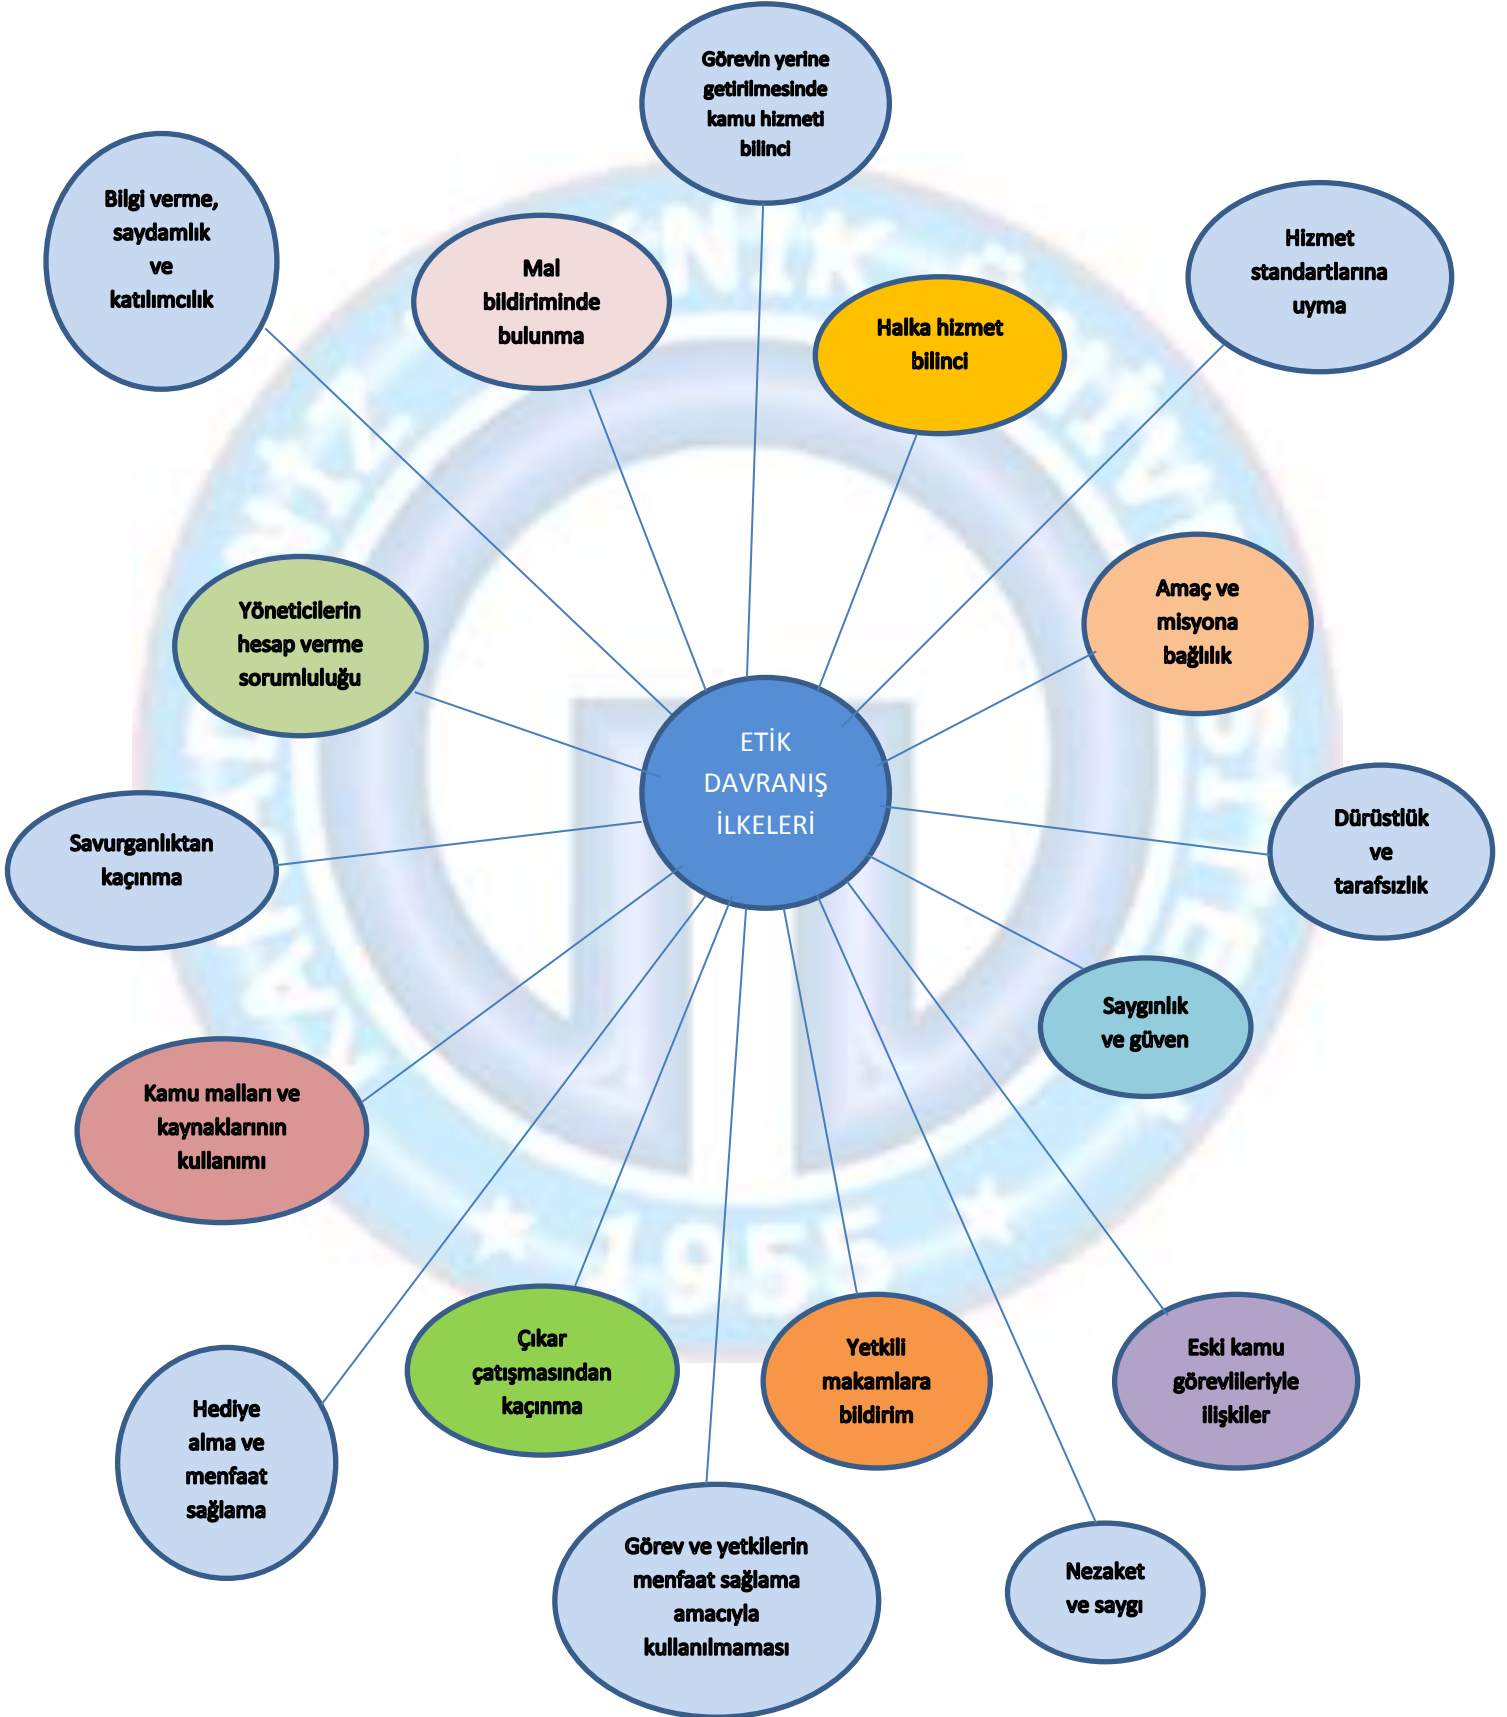 Görevin yerine
getirilmesinde
kamu hizmeti
bilinci
Bilgi verme,
saydamlık
ve
katılımcılık
Mal
bildiriminde
bulunma
Halka hizmet
bilinci
Hizmet
standartlarına
uyma
Yöneticilerin
hesap verme
sorumluluğu
Amaç ve
misyona
bağlılık
ETİK
DAVRANIŞ
İLKELERİ
Savurganlıktan
kaçınma
Dürüstlük
ve
tarafsızlık
Saygınlık
ve güven
Kamu malları ve
kaynaklarının
kullanımı
1955
Çıkar
çatışmasından
kaçınma
Yetkili
makamlara
bildirim
Eski kamu
görevlileriyle
ilişkiler
Hediye
alma ve
menfaat
sağlama
Görev ve yetkilerin
menfaat sağlama
amacıyla
kullanılmaması
Nezaket
ve saygı